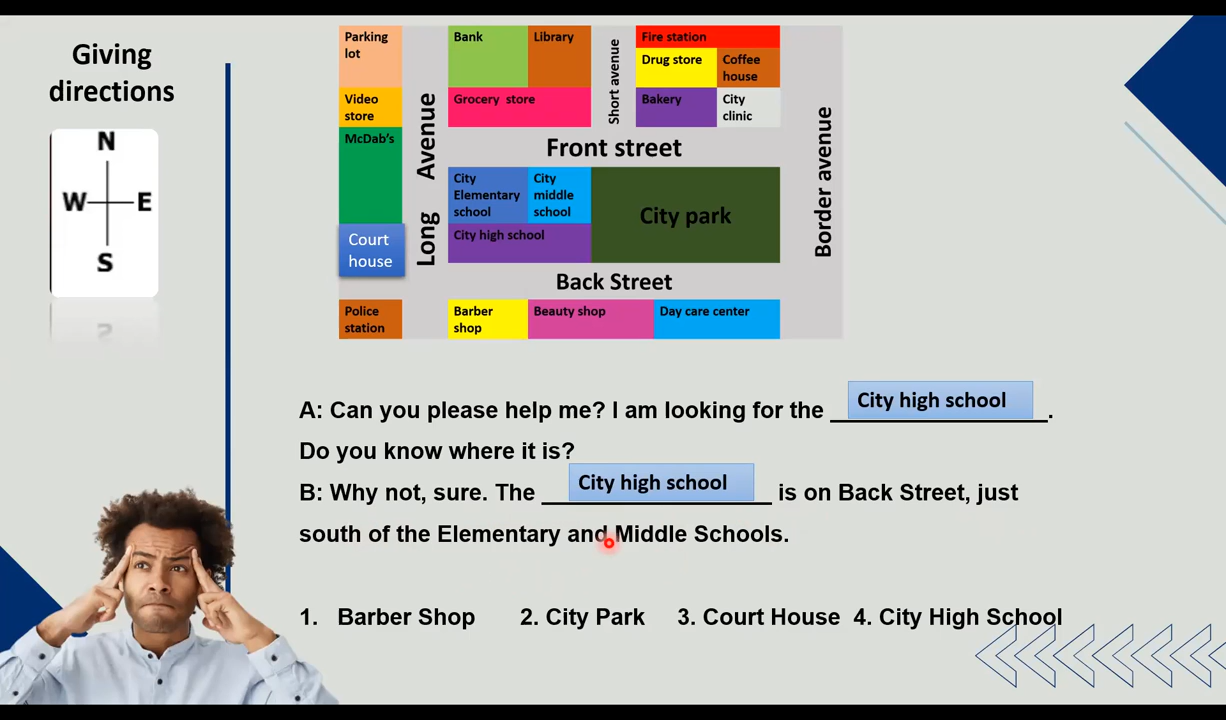 Giving
directions
N
W E
S
Parking
lot
Video
store
McDab's
Court
house
Police
station
Long Avenue
Bank
Library
Grocery store
Short avenue
Fire station
Drug store
Coffee
house
Bakery
City
clinic
Front street
City
Elementary
school
City
middle
school
City high school
City park
Border avenue
Back Street
Barber
shop
Beauty shop
Day care center
A: Can you please help me? I am looking for the City high school.
Do you know where it is?
B: Why not, sure. The City high school is on Back Street, just
south of the Elementary and Middle Schools.
1. Barber Shop 2. City Park 3. Court House 4. City High School